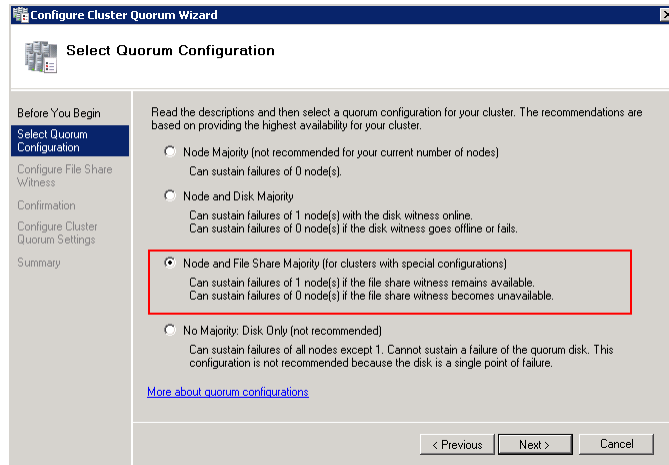 Configure Cluster Quorum Wizard
Select Quorum Configuration
Before You Begin
Select Quorum
Configuration
Configure File Share
Witness
Confirmation
Configure Cluster
Quorum Settings
Summary
Read the descriptions and then select a quorum configuration for your cluster. The recommendations are
based on providing the highest availability for your cluster.
Node Majority (not recommended for your current number of nodes)
Can sustain failures of 0 node(s).
Node and Disk Majority
Can sustain failures of 1 node(s) with the disk witness online.
Can sustain failures of 0 node(s) if the disk witness goes offline or fails.
Node and File Share Majority (for clusters with special configurations)
Can sustain failures of 1 node(s) if the file share witness remains available.
Can sustain failures of 0 node(s) if the file share witness becomes unavailable.
No Majority: Disk Only (not recommended)
Can sustain failures of all nodes except 1. Cannot sustain a failure of the quorum disk. This
configuration is not recommended because the disk is a single point of failure.
More about quorum configurations
< Previous
Next >
Cancel